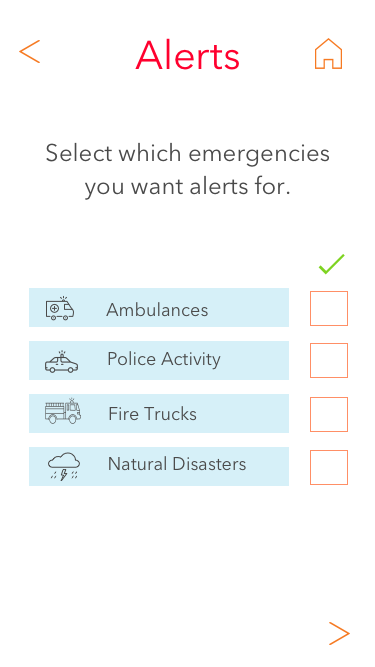 Alerts
Select which emergencies
you want alerts for.
Ambulances
Police Activity
Fire Trucks
Natural Disasters